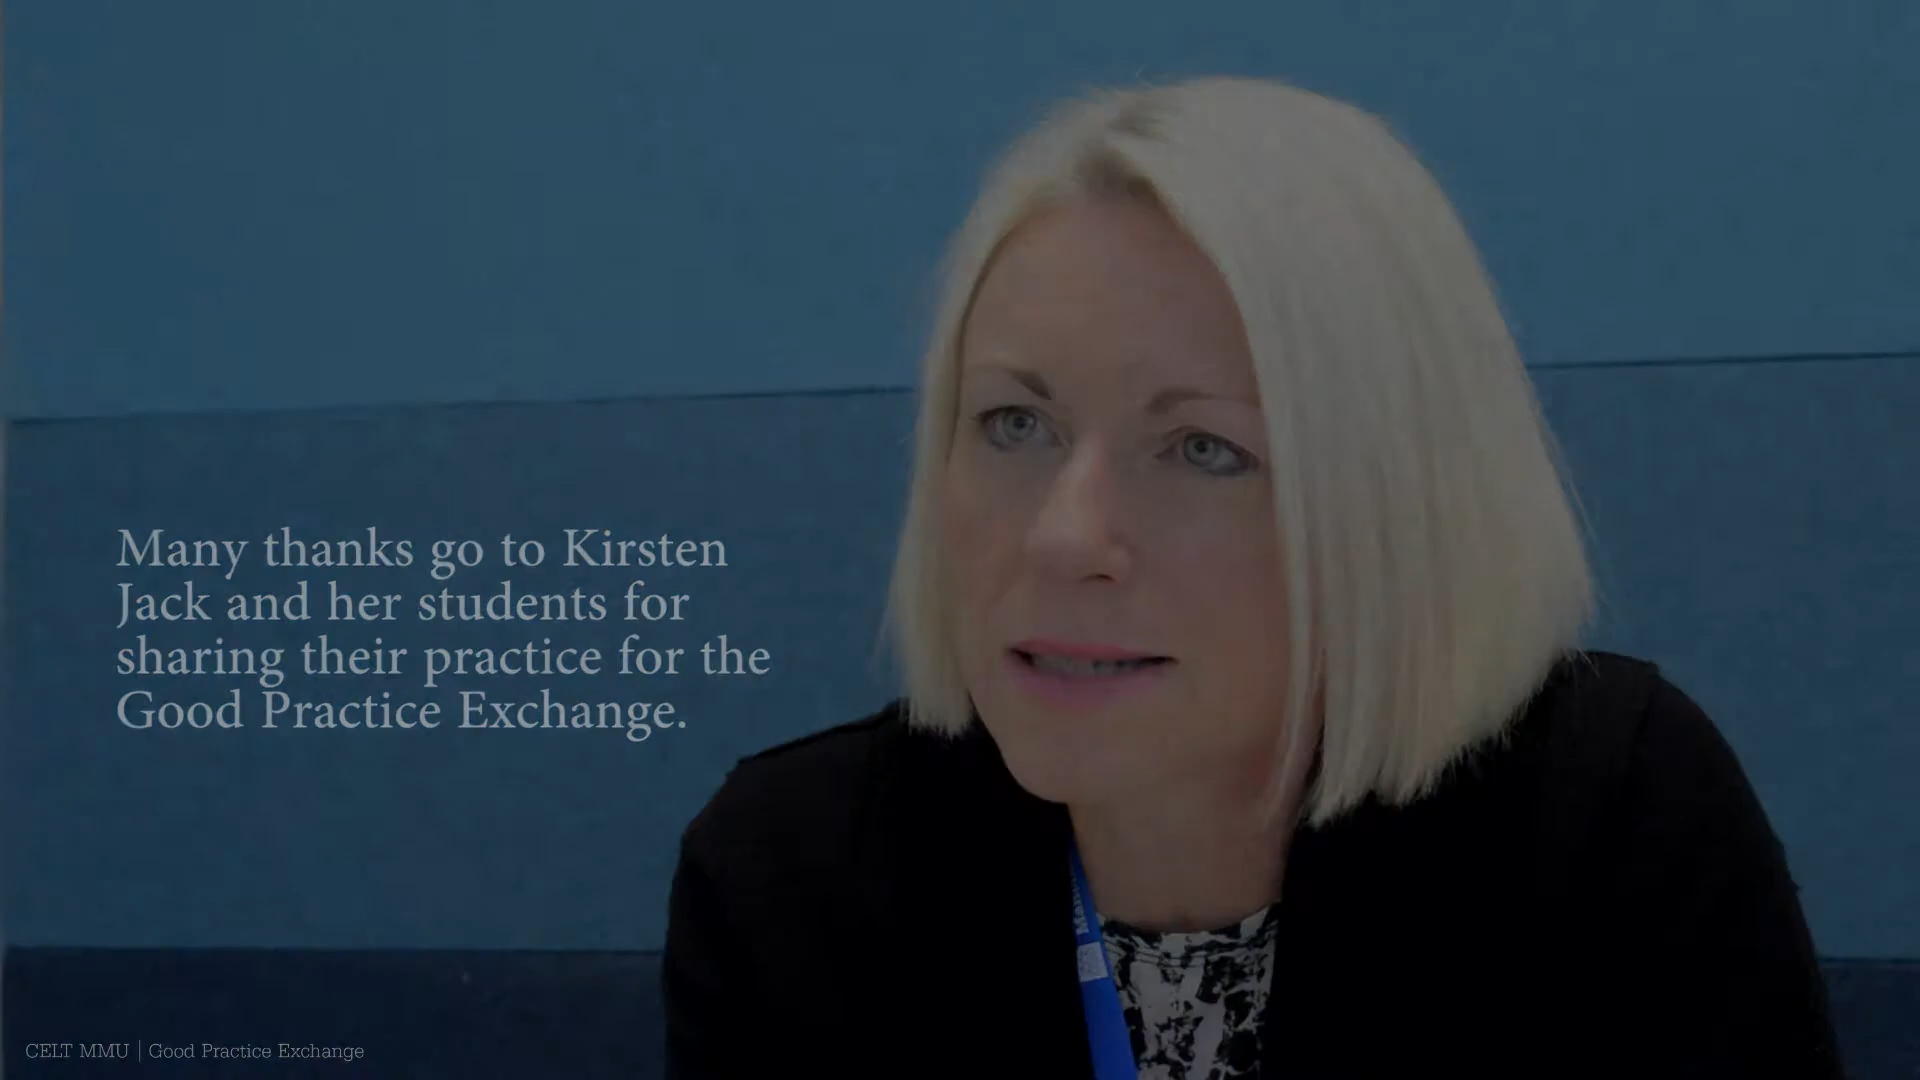 Many thanks go to Kirsten
Jack and her students for
sharing their practice for the
Good Practice Exchange.
CELT MMU | Good Practice Exchange